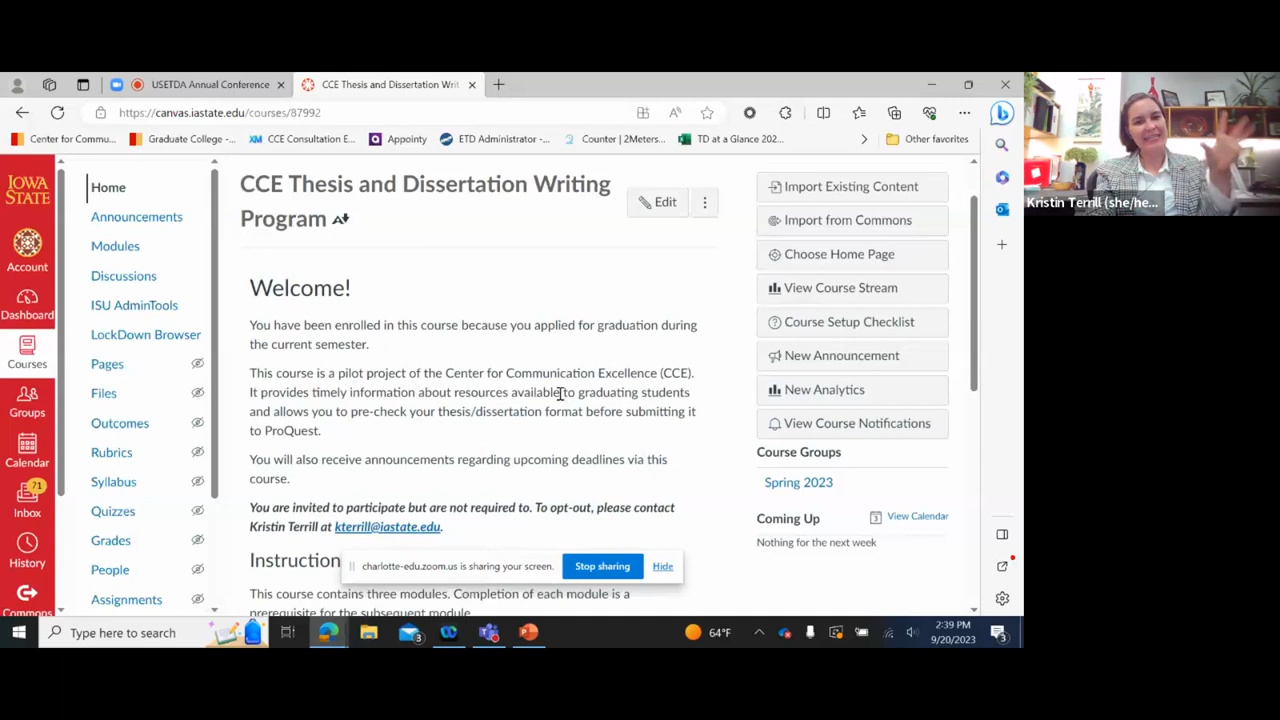 USETDA Annual Conference
CCE Thesis and Dissertation Writ
https://canvas.iastate.edu/courses/87992
Center for Commu...
Graduate College -...
CCE Consultation E...
Appointy
ETD Administrator -...
Counter | 2Meters...
TD at a Glance 202...
Other favorites
IOWA
STATE
Account
Dashboard
Courses
Groups
Calendar
71
Inbox
History
Commons
Home
Announcements
Modules
Discussions
ISU AdminTools
LockDown Browser
Pages
Files
Outcomes
Rubrics
Syllabus
Quizzes
Grades
People
Assignments
CCE Thesis and Dissertation Writing
Program
Edit
Welcome!
You have been enrolled in this course because you applied for graduation during
the current semester.
This course is a pilot project of the Center for Communication Excellence (CCE).
It provides timely information about resources available to graduating students
and allows you to pre-check your thesis/dissertation format before submitting it
to ProQuest.
You will also receive announcements regarding upcoming deadlines via this
course.
You are invited to participate but are not required to. To opt-out, please contact
Kristin Terrill at kterrill@iastate.edu.
Instruction
charlotte-edu.zoom.us is sharing your screen.
Stop sharing
Hide
This course contains three modules. Completion of each module is a
prerequisite for the subsequent module.
Import Existing Content
Import from Commons
Choose Home Page
View Course Stream
Course Setup Checklist
New Announcement
New Analytics
View Course Notifications
Course Groups
Spring 2023
Coming Up
View Calendar
Nothing for the next week
Kristin Terrill (she/he...
Type here to search
3
64°F
2:39 PM
9/20/2023
3